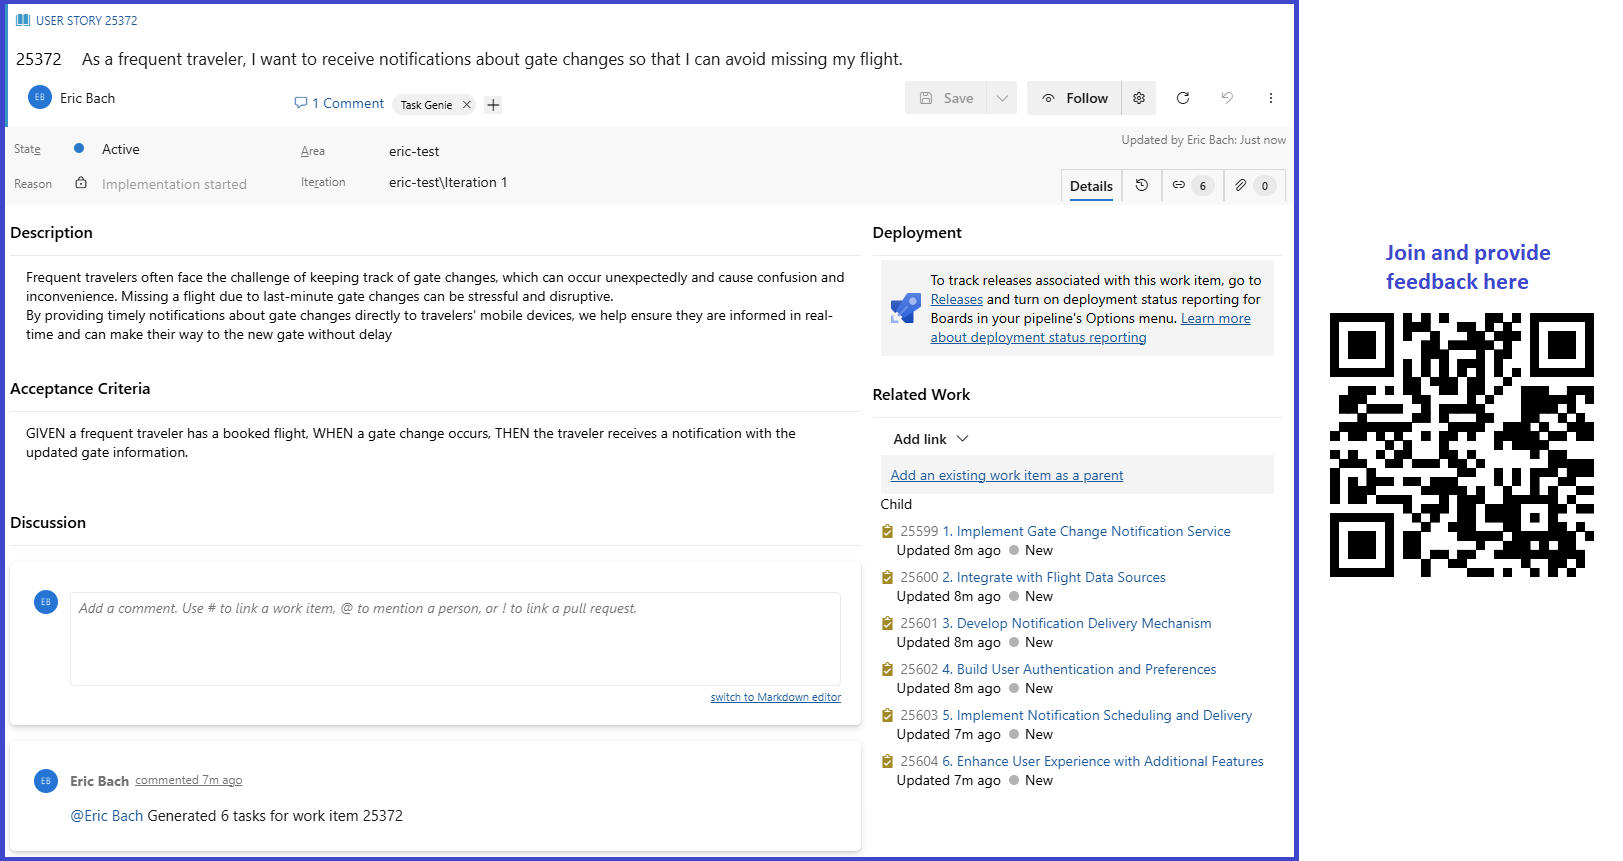 USER STORY 25372
25372 As a frequent traveler, I want to receive notifications about gate changes so that I can avoid missing my flight.
EB Eric Bach
1 Comment Task Genie
Save
Follow
State Active
Area eric-test
Updated by Eric Bach: Just now
Reason Implementation started
Iteration eric-test\Iteration 1
Details
6
0
Description
Frequent travelers often face the challenge of keeping track of gate changes, which can occur unexpectedly and cause confusion and
inconvenience. Missing a flight due to last-minute gate changes can be stressful and disruptive.
By providing timely notifications about gate changes directly to travelers' mobile devices, we help ensure they are informed in real-
time and can make their way to the new gate without delay
Acceptance Criteria
GIVEN a frequent traveler has a booked flight, WHEN a gate change occurs, THEN the traveler receives a notification with the
updated gate information.
Discussion
EB
Add a comment. Use # to link a work item, @ to mention a person, or ! to link a pull request.
switch to Markdown editor
EB Eric Bach commented 7m ago
@Eric Bach Generated 6 tasks for work item 25372
Deployment
To track releases associated with this work item, go to
Releases and turn on deployment status reporting for
Boards in your pipeline's Options menu. Learn more
about deployment status reporting
Related Work
Add link
Add an existing work item as a parent
Child
25599 1. Implement Gate Change Notification Service
Updated 8m ago New
25600 2. Integrate with Flight Data Sources
Updated 8m ago New
25601 3. Develop Notification Delivery Mechanism
Updated 8m ago New
25602 4. Build User Authentication and Preferences
Updated 8m ago New
25603 5. Implement Notification Scheduling and Delivery
Updated 7m ago New
25604 6. Enhance User Experience with Additional Features
Updated 7m ago New
Join and provide
feedback here